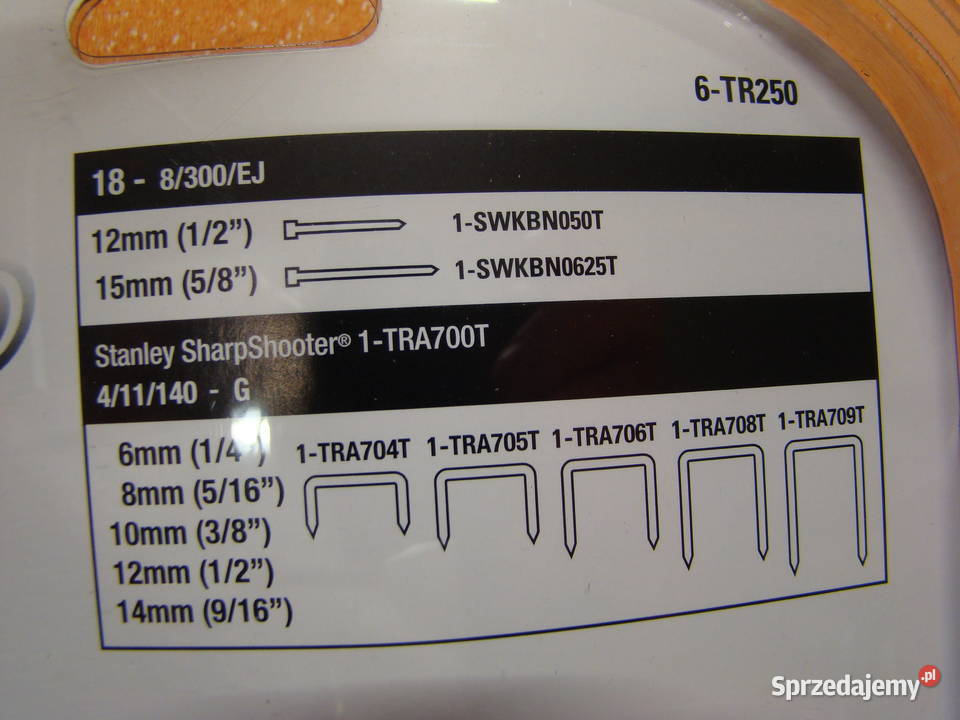 6-TR250
18 - 8/300/EJ
12mm (1/2”) 1-SWKBN050T
15mm (5/8”) 1-SWKBN0625T
Stanley SharpShooter® 1-TRA700T
4/11/140 - G
6mm (1/4”) 1-TRA704T 1-TRA705T 1-TRA706T 1-TRA708T 1-TRA709T
8mm (5/16”)
10mm (3/8”)
12mm (1/2”)
14mm (9/16”)
Sprzedajemy.pl